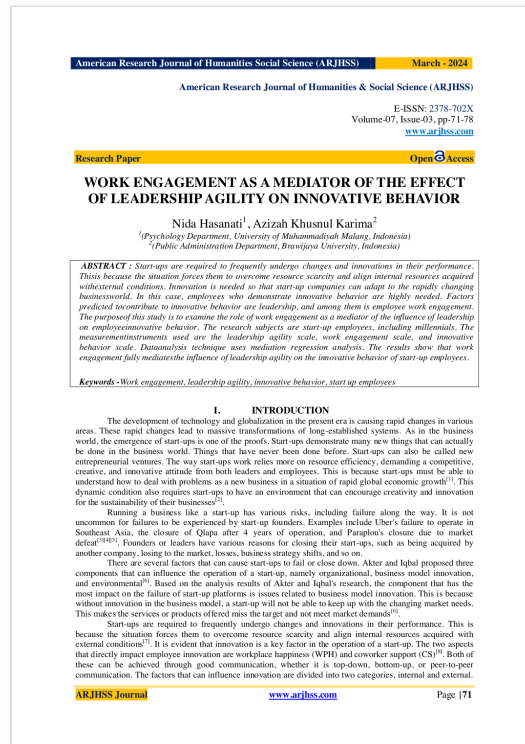 American Research Journal of Humanities Social Science (ARJHSS) March - 2024
American Research Journal of Humanities & Social Science (ARJHSS)
E-ISSN: 2378-702X
Volume-07, Issue-03, pp-71-78
www.arjhss.com
Research Paper Open Access
WORK ENGAGEMENT AS A MEDIATOR OF THE EFFECT
OF LEADERSHIP AGILITY ON INNOVATIVE BEHAVIOR
Nida Hasanati1, Azizah Khusnul Karima2
1(Psychology Department, University of Muhammadiyah Malang, Indonesia)
2(Public Administration Department, Brawijaya University, Indonesia)
ABSTRACT : Start-ups are required to frequently undergo changes and innovations in their performance.
Thisis because the situation forces them to overcome resource scarcity and align internal resources acquired
withexternal conditions. Innovation is needed so that start-up companies can adapt to the rapidly changing
businessworld. In this case, employees who demonstrate innovative behavior are highly needed. Factors
predicted tocontribute to innovative behavior are leadership, and among them is employee work engagement.
The purposeof this study is to examine the role of work engagement as a mediator of the influence of leadership
on employeeinnovative behavior. The research subjects are start-up employees, including millennials. The
measurementinstruments used are the leadership agility scale, work engagement scale, and innovative
behavior scale. Dataanalysis technique uses mediation regression analysis. The results show that work
engagement fully mediatesthe influence of leadership agility on the innovative behavior of start-up employees.
Keywords -Work engagement, leadership agility, innovative behavior, start up employees
I. INTRODUCTION
The development of technology and globalization in the present era is causing rapid changes in various
areas. These rapid changes lead to massive transformations of long-established systems. As in the business
world, the emergence of start-ups is one of the proofs. Start-ups demonstrate many new things that can actually
be done in the business world. Things that have never been done before. Start-ups can also be called new
entrepreneurial ventures. The way start-ups work relies more on resource efficiency, demanding a competitive,
creative, and innovative attitude from both leaders and employees. This is because start-ups must be able to
understand how to deal with problems as a new business in a situation of rapid global economic growth[1]. This
dynamic condition also requires start-ups to have an environment that can encourage creativity and innovation
for the sustainability of their businesses[2].
Running a business like a start-up has various risks, including failure along the way. It is not
uncommon for failures to be experienced by start-up founders. Examples include Uber's failure to operate in
Southeast Asia, the closure of Qlapa after 4 years of operation, and Paraplou's closure due to market
defeat[3][4][5]. Founders or leaders have various reasons for closing their start-ups, such as being acquired by
another company, losing to the market, losses, business strategy shifts, and so on.
There are several factors that can cause start-ups to fail or close down. Akter and Iqbal proposed three
components that can influence the operation of a start-up, namely organizational, business model innovation,
and environmental[6]. Based on the analysis results of Akter and Iqbal's research, the component that has the
most impact on the failure of start-up platforms is issues related to business model innovation. This is because
without innovation in the business model, a start-up will not be able to keep up with the changing market needs.
This makes the services or products offered miss the target and not meet market demands[6].
Start-ups are required to frequently undergo changes and innovations in their performance. This is
because the situation forces them to overcome resource scarcity and align internal resources acquired with
external conditions[7]. It is evident that innovation is a key factor in the operation of a start-up. The two aspects
that directly impact employee innovation are workplace happiness (WPH) and coworker support (CS)[8]. Both of
these can be achieved through good communication, whether it is top-down, bottom-up, or peer-to-peer
communication. The factors that can influence innovation are divided into two categories, internal and external.
ARJHSS Journal www.arjhss.com Page |71